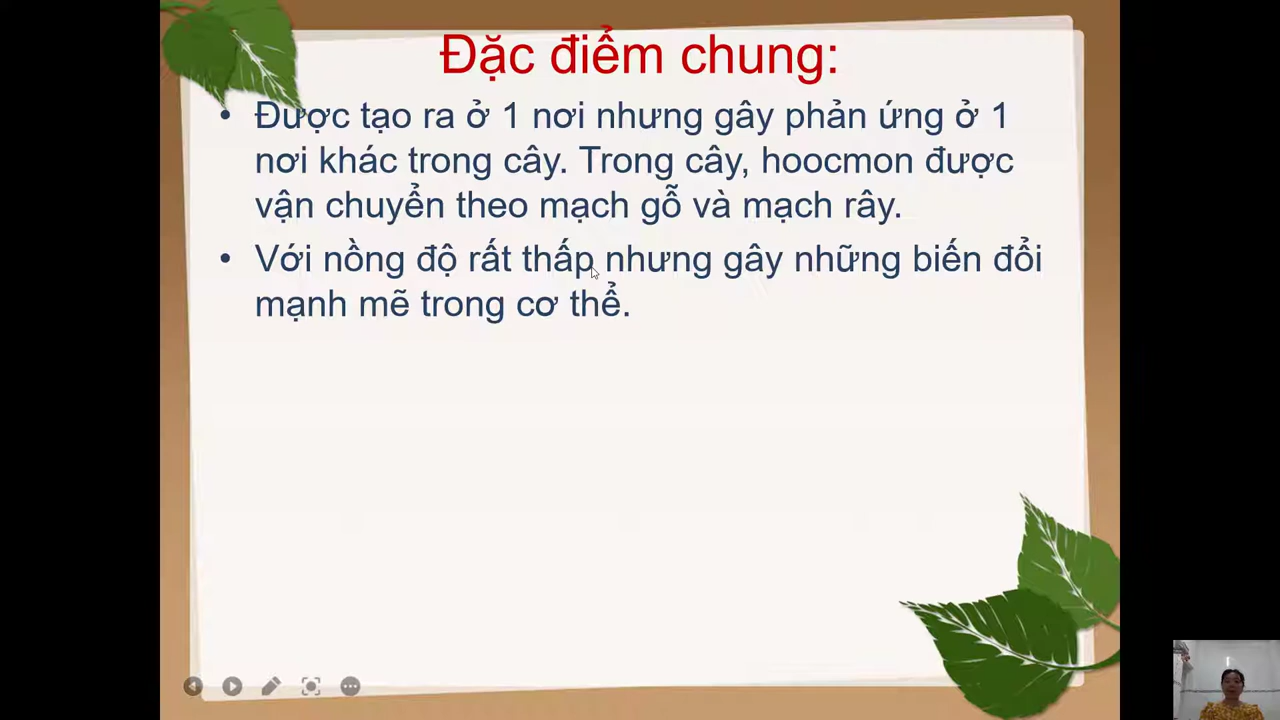 Đặc điểm chung:
• Được tạo ra ở 1 nơi nhưng gây phản ứng ở 1
nơi khác trong cây. Trong cây, hoocmon được
vận chuyển theo mạch gỗ và mạch rây.
• Với nồng độ rất thấp nhưng gây những biến đổi
mạnh mẽ trong cơ thể.